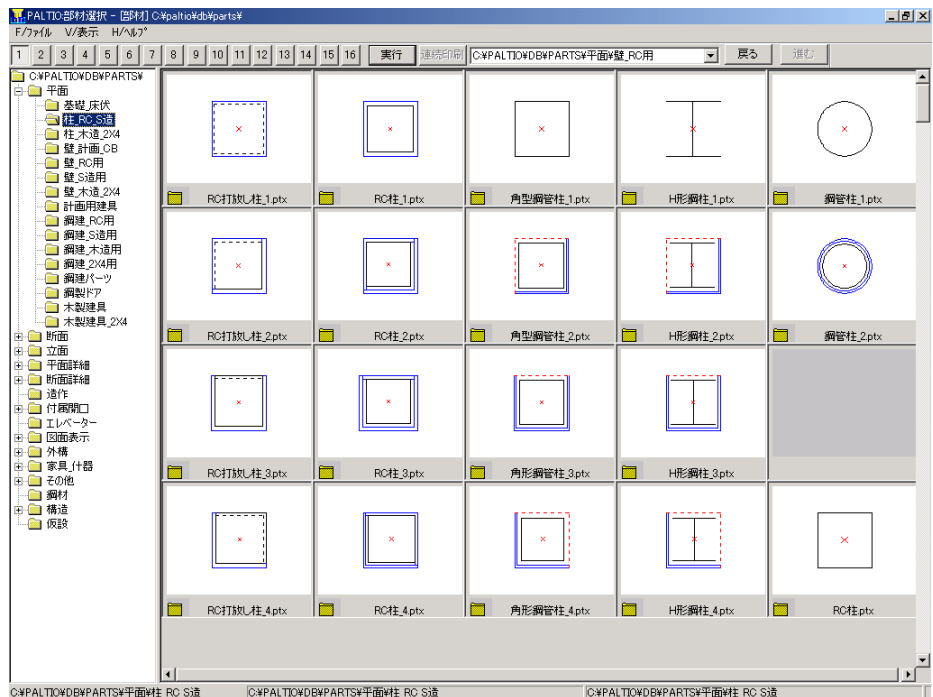 PALTIO:部材選択 - [部材] C:¥paltio¥db¥parts¥
F/ファイル V/表示 H/ヘルプ
1 2 3 4 5 6 7 8 9 10 11 12 13 14 15 16 実行 連続印刷 C:¥PALTIO¥DB¥PARTS¥平面¥壁_RC用 戻る 進む
C:¥PALTIO¥DB¥PARTS¥
平面
基礎_床伏
柱_RC_S造
柱_木造_2X4
壁_計画_CB
壁_RC用
壁_S造用
壁_木造_2X4
計画用建具
鋼建_RC用
鋼建_S造用
鋼建_木造用
鋼建_2X4用
鋼建パーツ
鋼製ドア
木製建具
木製建具_2X4
断面
立面
平面詳細
断面詳細
造作
付属開口
エレベーター
図面表示
外構
家具_什器
その他
鋼材
構造
仮設
RC打放し柱_1.ptx RC柱_1.ptx 角型鋼管柱_1.ptx H形鋼柱_1.ptx 鋼管柱_1.ptx
RC打放し柱_2.ptx RC柱_2.ptx 角型鋼管柱_2.ptx H形鋼柱_2.ptx 鋼管柱_2.ptx
RC打放し柱_3.ptx RC柱_3.ptx 角形鋼管柱_3.ptx H形鋼柱_3.ptx
RC打放し柱_4.ptx RC柱_4.ptx 角形鋼管柱_4.ptx H形鋼柱_4.ptx RC柱.ptx
C:¥PALTIO¥DB¥PARTS¥平面¥柱_RC_S造 C:¥PALTIO¥DB¥PARTS¥平面¥柱_RC_S造 C:¥PALTIO¥DB¥PARTS¥平面¥柱_RC_S造